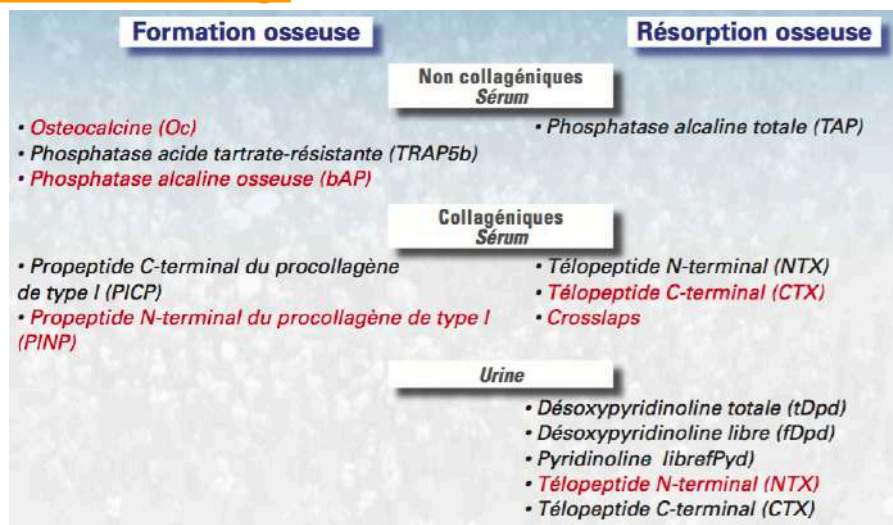 Formation osseuse
Résorption osseuse
Non collagéniques
Sérum
• Osteocalcine (Oc)
• Phosphatase acide tartrate-résistante (TRAP5b)
• Phosphatase alcaline osseuse (bAP)
• Phosphatase alcaline totale (TAP)
Collagéniques
Sérum
• Propeptide C-terminal du procollagène
de type I (PICP)
• Propeptide N-terminal du procollagène de type I
(PINP)
• Télopeptide N-terminal (NTX)
• Télopeptide C-terminal (CTX)
• Crosslaps
Urine
• Désoxypyridinoline totale (tDpd)
• Désoxypyridinoline libre (fDpd)
• Pyridinoline librefPyd)
• Télopeptide N-terminal (NTX)
• Télopeptide C-terminal (CTX)